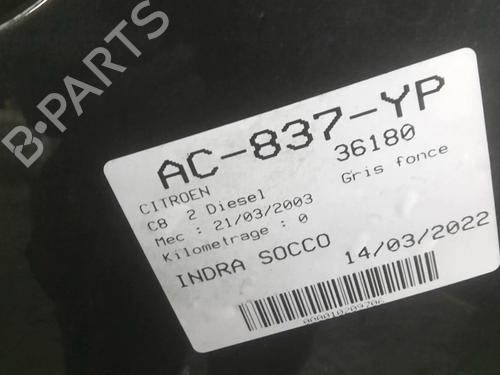 B-PARTS
AC-837-YP
36180
CITROEN
C8 2 Diesel
Gris fonce
Mec : 21/03/2003
Kilometrage : 0
INDRA SOCCO
14/03/2022